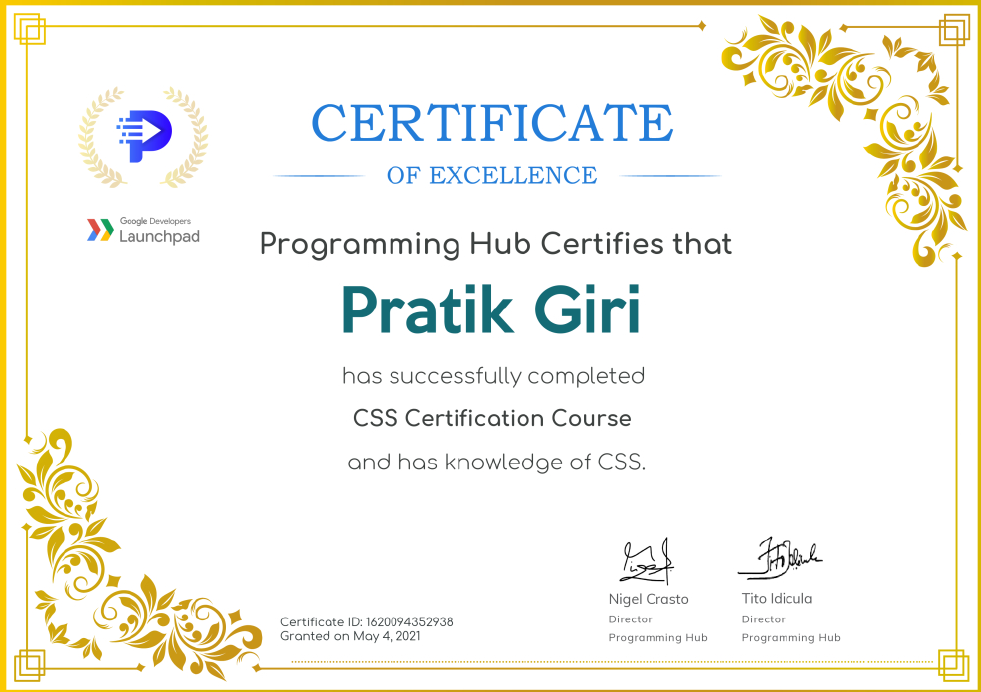 CERTIFICATE
OF EXCELLENCE
Google Developers
Launchpad
Programming Hub Certifies that
Pratik Giri
has successfully completed
CSS Certification Course
and has knowledge of CSS.
Nigel Crasto
Director
Programming Hub
Tito Idicula
Director
Programming Hub
Certificate ID: 1620094352938
Granted on May 4, 2021